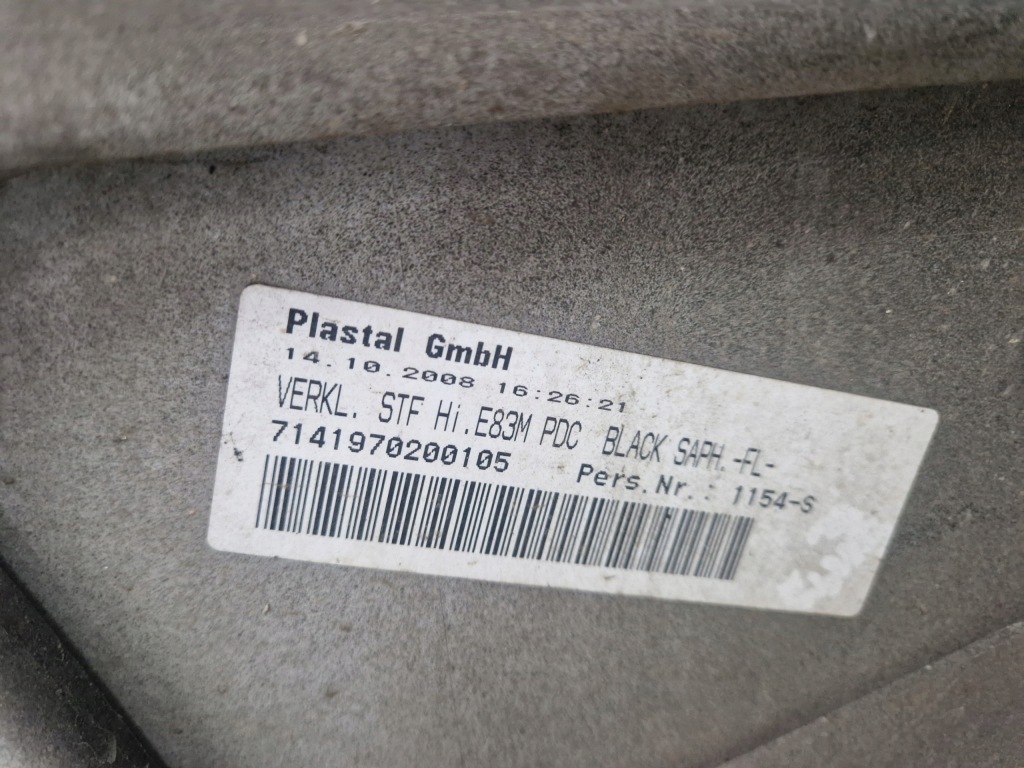 Plastal GmbH
14.10.2008 16:26:21
VERKL. STF Hi.E83M PDC BLACK SAPH.-FL-
7141970200105 Pers.Nr.: 1154-S